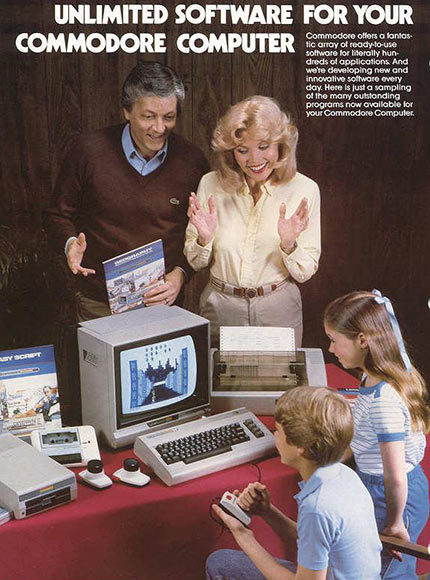 UNLIMITED SOFTWARE FOR YOUR
COMMODORE COMPUTER
Commodore offers a fantas-
tic array of ready-to-use
software for literally hun-
dreds of applications. And
we're developing new and
innovative software every
day. Here is just a sampling
of the many outstanding
programs now available for
your Commodore Computer.
GEOGRAPHY
ASY SCRIPT